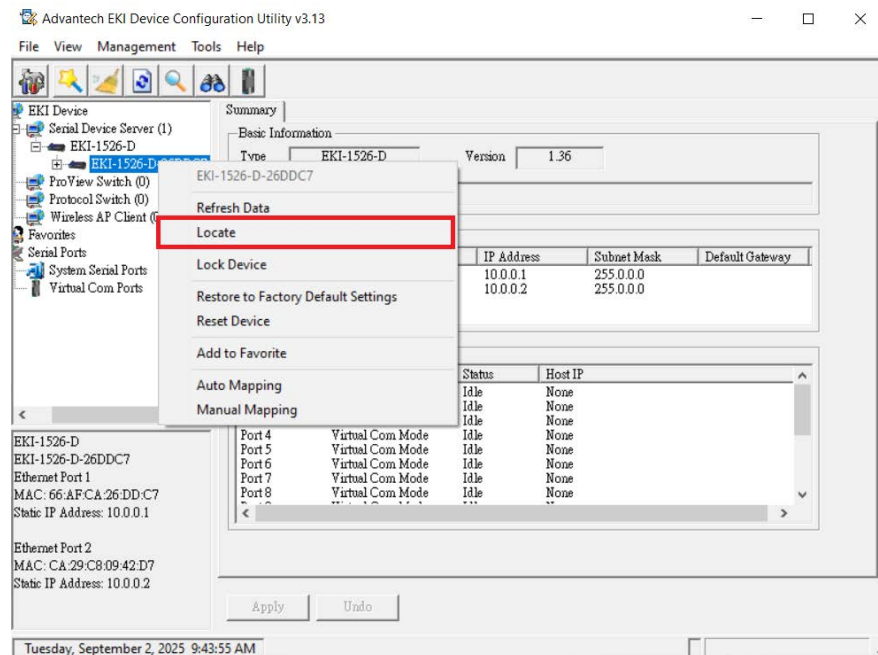 Advantech EKI Device Configuration Utility v3.13
File View Management Tools Help
EKI Device
Serial Device Server (1)
EKI-1526-D
EKI-1526-D-26DDC7
ProView Switch (0)
Protocol Switch (0)
Wireless AP Client
Favorites
Serial Ports
System Serial Ports
Virtual Com Ports
EKI-1526-D-26DDC7
Refresh Data
Locate
Lock Device
Restore to Factory Default Settings
Reset Device
Add to Favorite
Auto Mapping
Manual Mapping
Summary
Basic Information
Type EKI-1526-D Version 1.36
IP Address Subnet Mask Default Gateway
10.0.0.1 255.0.0.0
10.0.0.2 255.0.0.0
Status Host IP
Idle None
Idle None
Idle None
Port 4 Virtual Com Mode Idle None
Port 5 Virtual Com Mode Idle None
Port 6 Virtual Com Mode Idle None
Port 7 Virtual Com Mode Idle None
Port 8 Virtual Com Mode Idle None
EKI-1526-D
EKI-1526-D-26DDC7
Ethernet Port 1
MAC: 66:AF:CA:26:DD:C7
Static IP Address: 10.0.0.1
Ethernet Port 2
MAC: CA:29:C8:09:42:D7
Static IP Address: 10.0.0.2
Apply Undo
Tuesday, September 2, 2025 9:43:55 AM